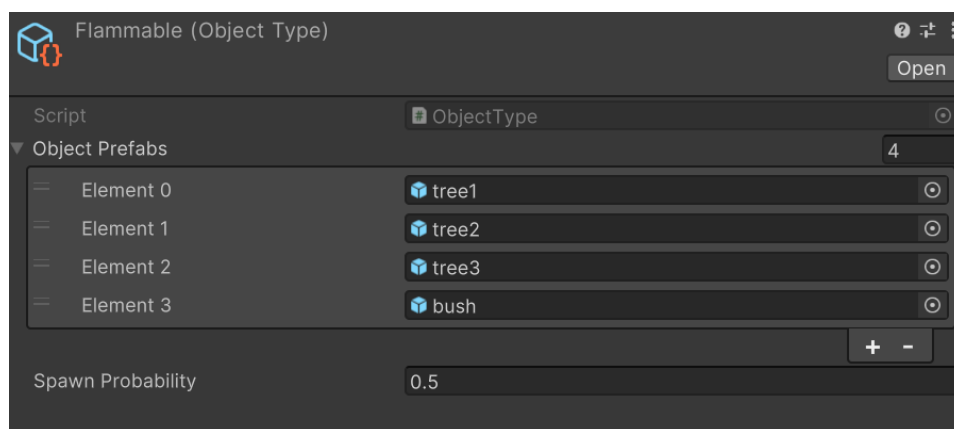 Flammable (Object Type)
Open
Script ObjectType
Object Prefabs 4
Element 0 tree1
Element 1 tree2
Element 2 tree3
Element 3 bush
+ -
Spawn Probability 0.5